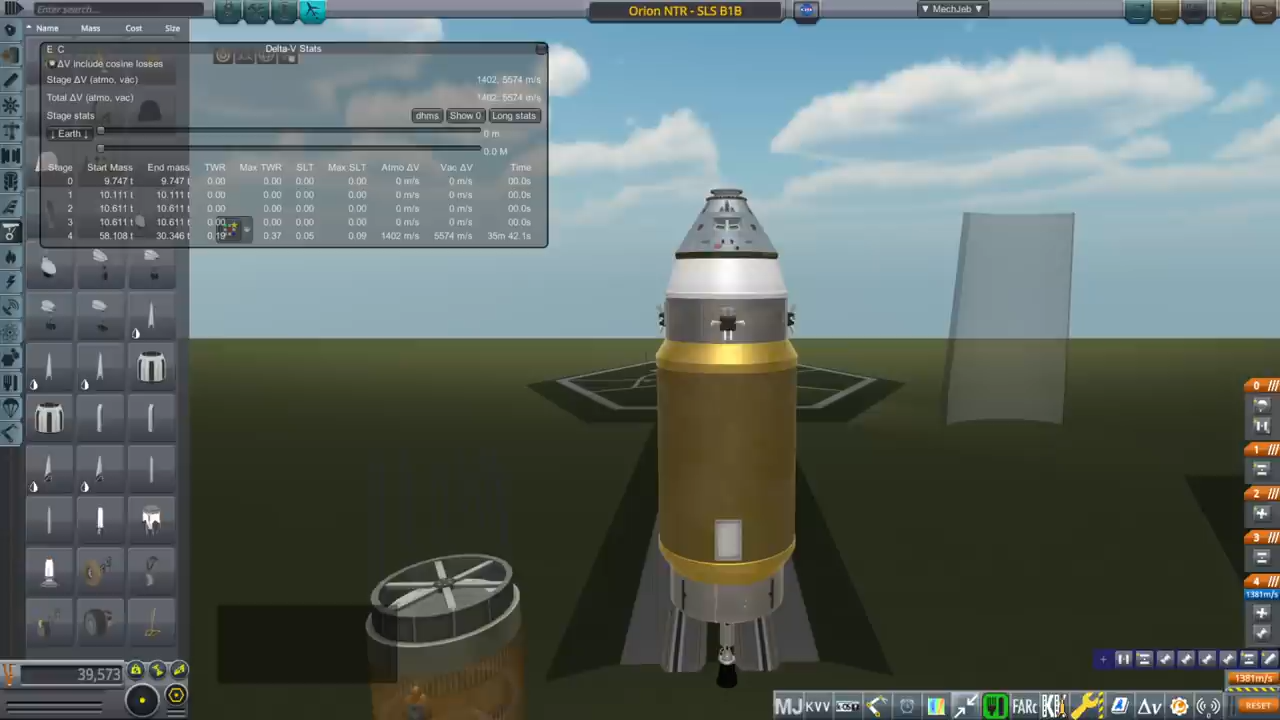 Enter search...
Orion NTR - SLS B1B
▼ MechJeb ▼
Name Mass Cost Size
E C Delta-V Stats
ΔV include cosine losses
Stage ΔV (atmo, vac) 1402, 5574 m/s
Total ΔV (atmo, vac) 1402, 5574 m/s
Stage stats dhms Show 0 Long stats
↓ Earth ↓ 0 m
0.0 M
Stage Start Mass End mass TWR Max TWR SLT Max SLT Atmo ΔV Vac ΔV Time
0 9.747 t 9.747 t 0.00 0.00 0.00 0.00 0 m/s 0 m/s 00.0s
1 10.111 t 10.111 t 0.00 0.00 0.00 0.00 0 m/s 0 m/s 00.0s
2 10.611 t 10.611 t 0.00 0.00 0.00 0.00 0 m/s 0 m/s 00.0s
3 10.611 t 10.611 t 0.00 0.00 0.00 0.00 0 m/s 0 m/s 00.0s
4 58.108 t 30.346 t 0.19 0.37 0.05 0.09 1402 m/s 5574 m/s 35m 42.1s
0
1
2
3
4
1381m/s
39,573
1381m/s
MJ KVV FARc Δv RESET